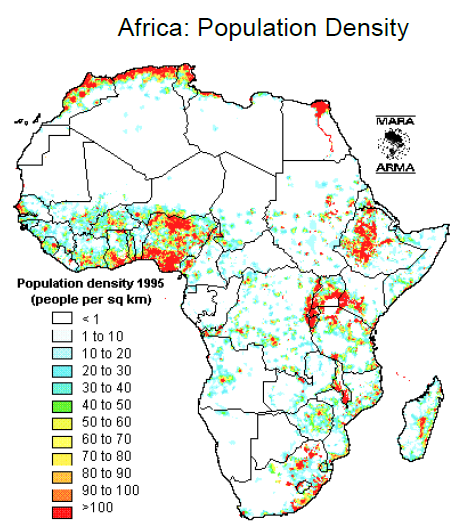 Africa: Population Density
MARA
ARMA
Population density 1995
(people per sq km)
< 1
1 to 10
10 to 20
20 to 30
30 to 40
40 to 50
50 to 60
60 to 70
70 to 80
80 to 90
90 to 100
>100